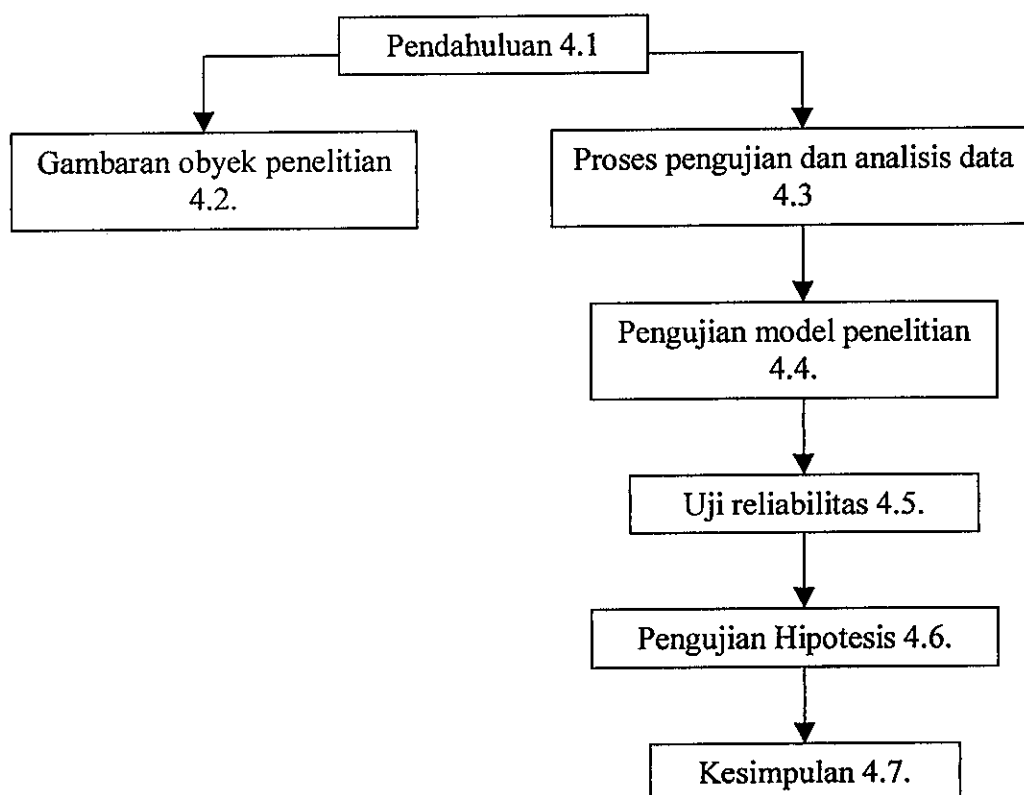 Pendahuluan 4.1
Gambaran obyek penelitian
4.2.
Proses pengujian dan analisis data
4.3
Pengujian model penelitian
4.4.
Uji reliabilitas 4.5.
Pengujian Hipotesis 4.6.
Kesimpulan 4.7.